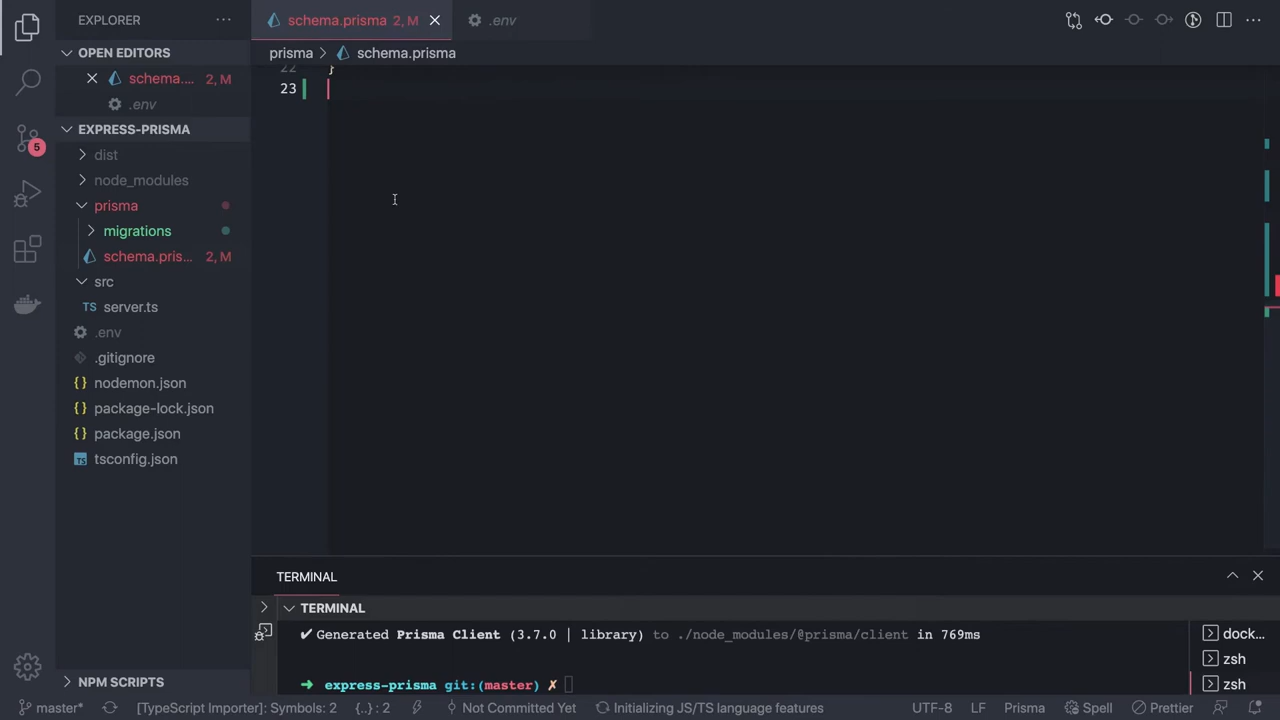 EXPLORER
schema.prisma 2, M
.env
OPEN EDITORS
prisma schema.prisma
schema.... 2, M
.env
22 }
23
EXPRESS-PRISMA
dist
node_modules
prisma
migrations
schema.pris... 2, M
src
TS server.ts
.env
.gitignore
{} nodemon.json
{} package-lock.json
{} package.json
TS tsconfig.json
5
TERMINAL
TERMINAL
✔ Generated Prisma Client (3.7.0 | library) to ./node_modules/@prisma/client in 769ms
➜ express-prisma git:(master) ✗
dock...
zsh
zsh
NPM SCRIPTS
master* [TypeScript Importer]: Symbols: 2 {..}: 2 Not Committed Yet Initializing JS/TS language features UTF-8 LF Prisma Spell Prettier